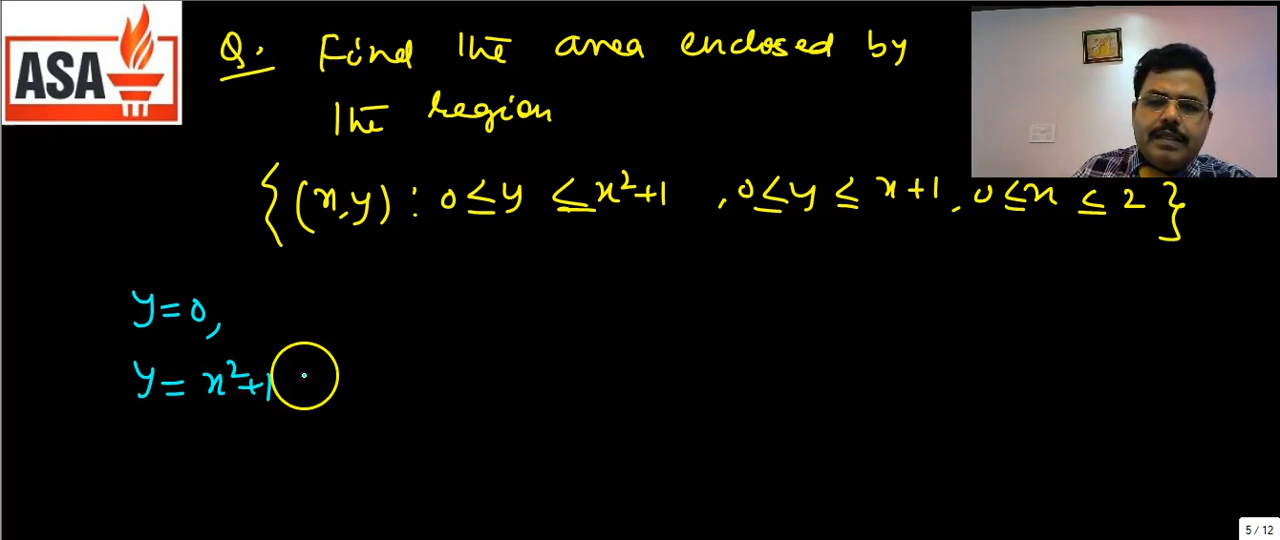 ASA
Q. Find the area enclosed by
the region
{(x,y) : 0≤y ≤x²+1 , 0≤y ≤ x+1, 0≤x ≤ 2}
y=0,
y= x²+1
5 / 12